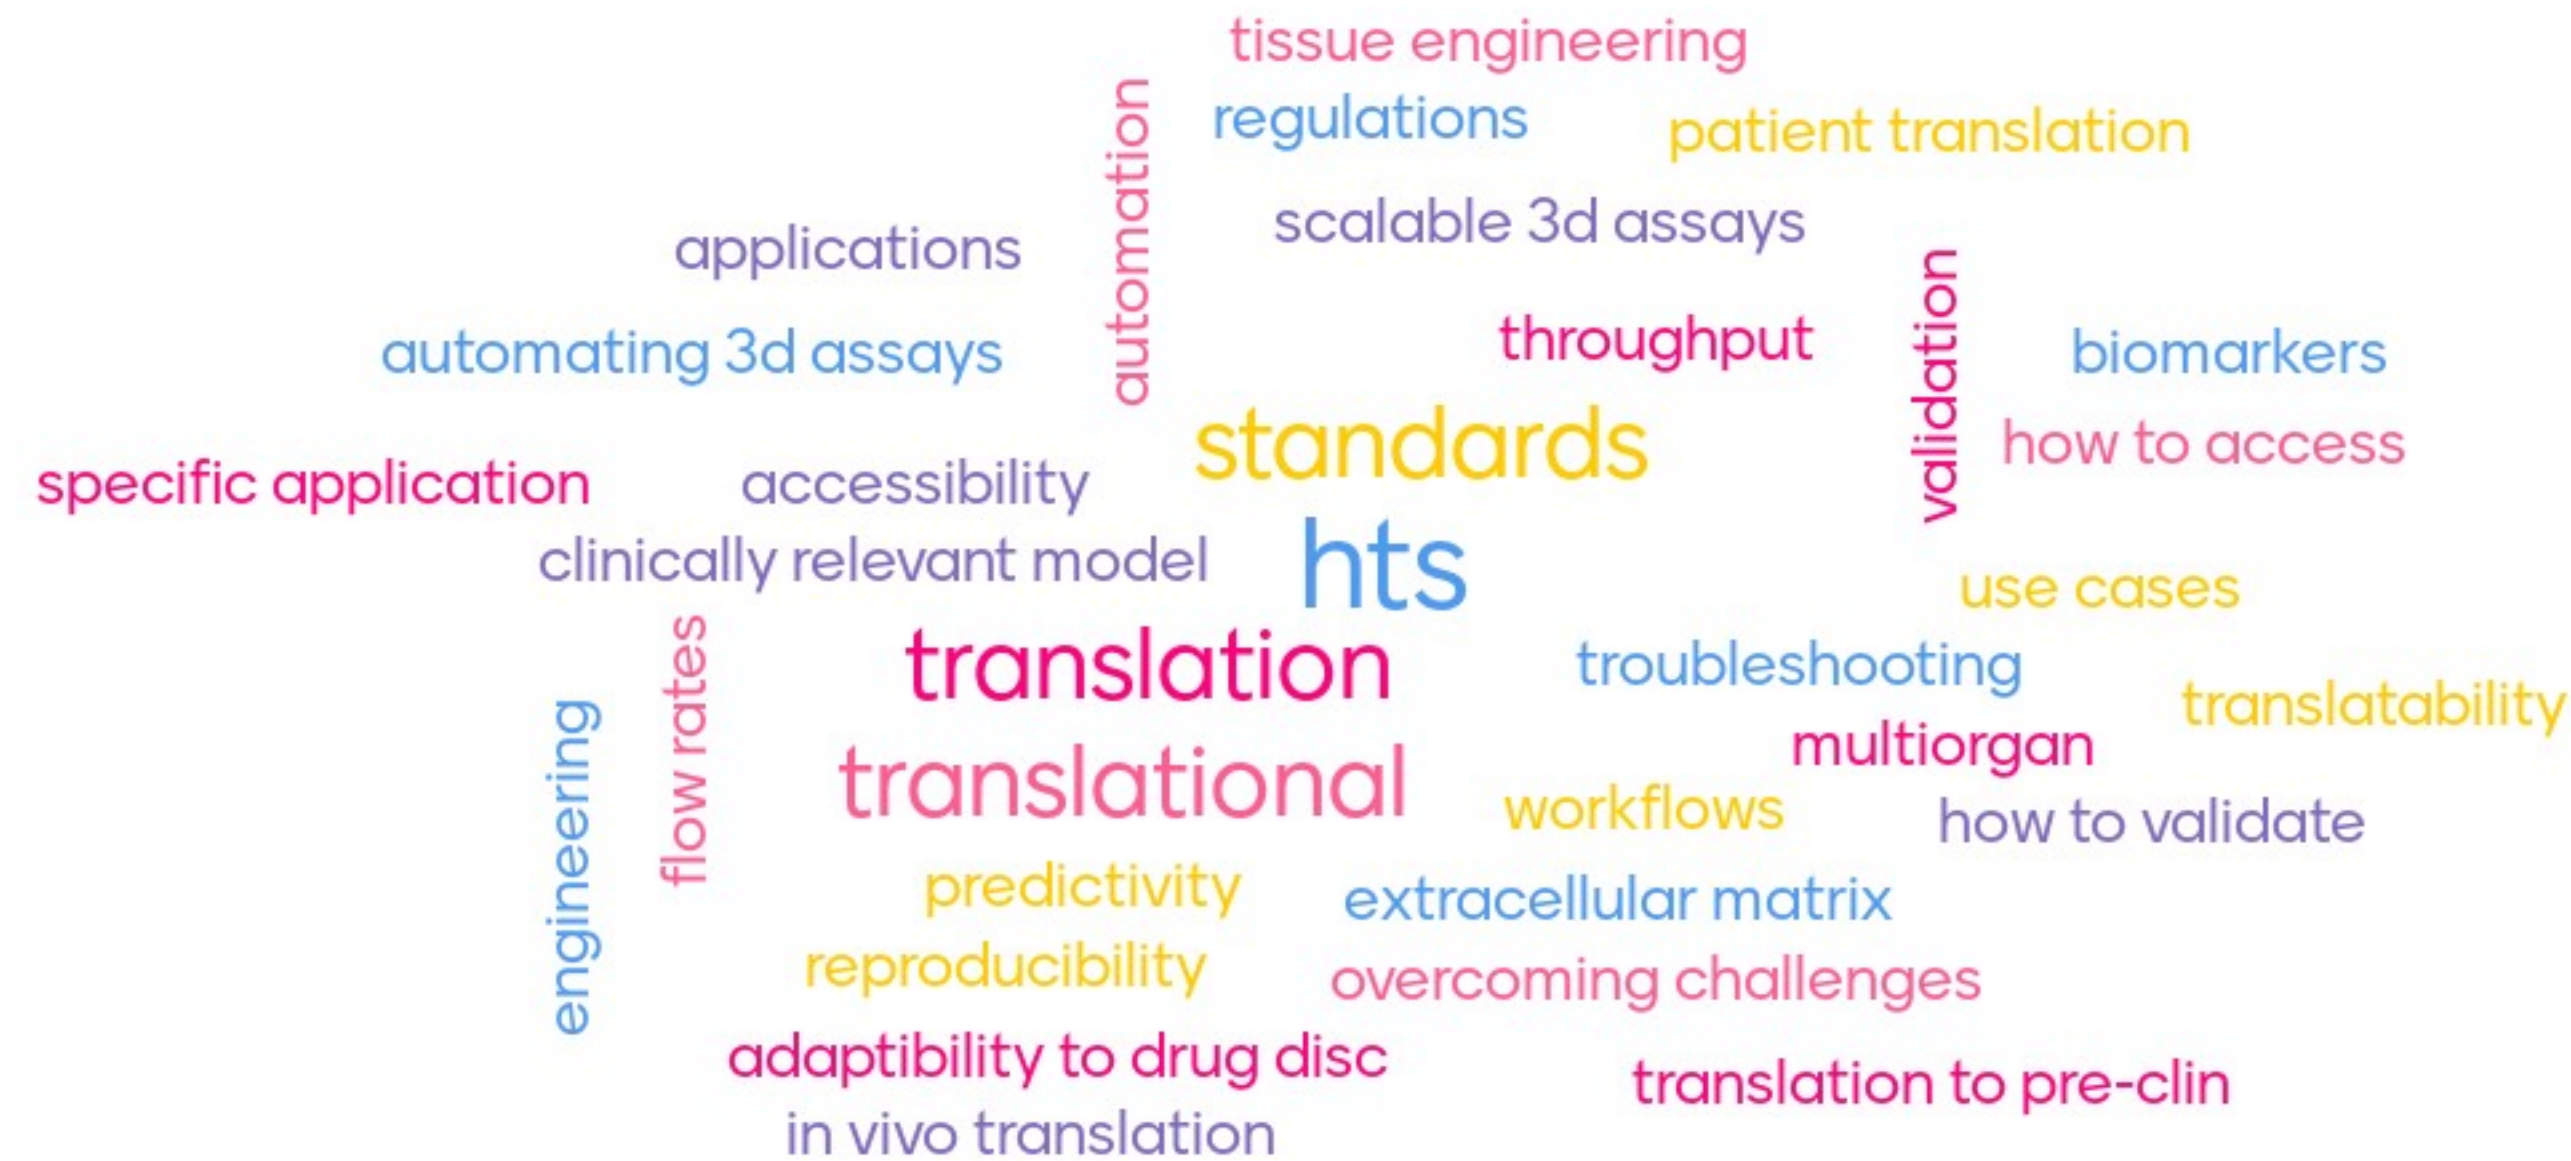 tissue engineering
automation
regulations
patient translation
scalable 3d assays
applications
throughput
validation
automating 3d assays
biomarkers
standards
how to access
specific application
accessibility
clinically relevant model
hts
use cases
flow rates
translation
troubleshooting
translatability
engineering
multiorgan
translational
workflows
how to validate
predictivity
extracellular matrix
reproducibility
overcoming challenges
adaptibility to drug disc
translation to pre-clin
in vivo translation